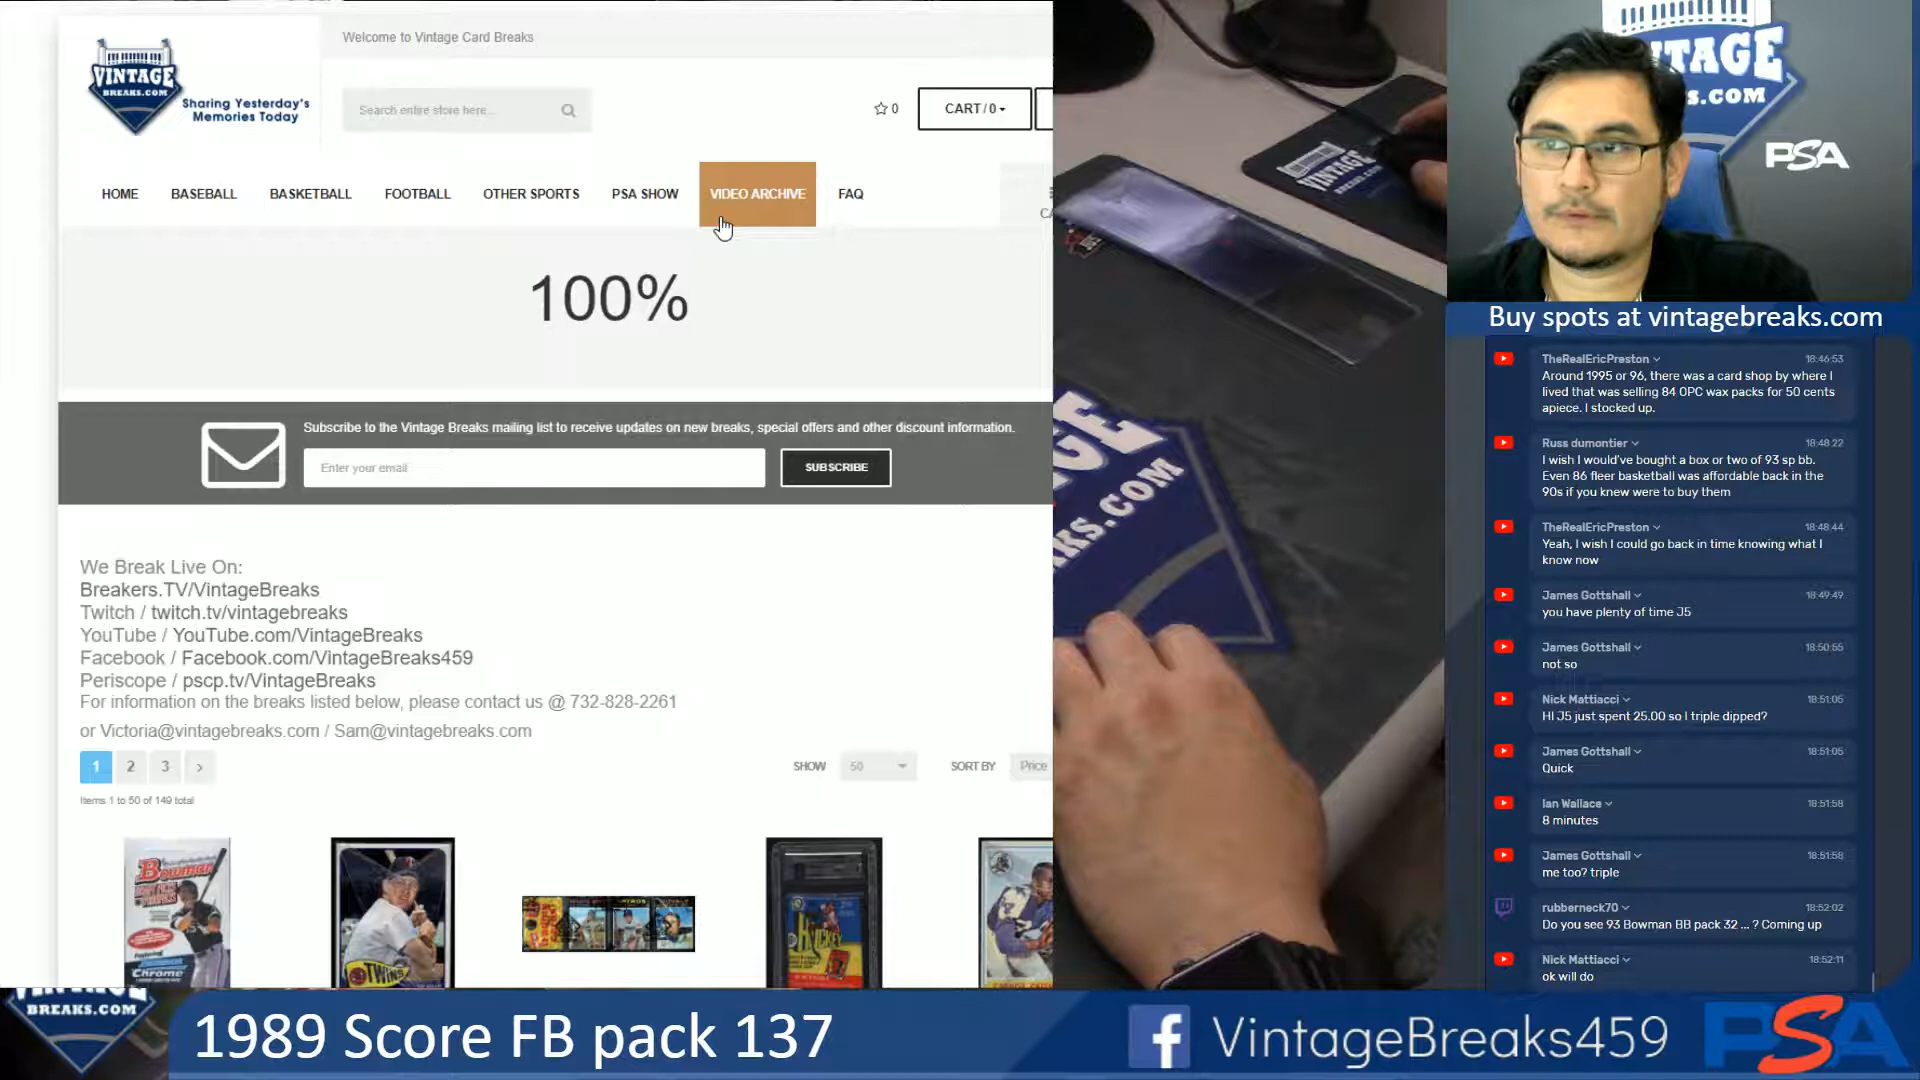 VINTAGE
BREAKS.COM
Sharing Yesterday's
Memories Today
Welcome to Vintage Card Breaks
Search entire store here...
0
CART / 0
HOME
BASEBALL
BASKETBALL
FOOTBALL
OTHER SPORTS
PSA SHOW
VIDEO ARCHIVE
FAQ
100%
Subscribe to the Vintage Breaks mailing list to receive updates on new breaks, special offers and other discount information.
Enter your email
SUBSCRIBE
We Break Live On:
Breakers.TV/VintageBreaks
Twitch / twitch.tv/vintagebreaks
YouTube / YouTube.com/VintageBreaks
Facebook / Facebook.com/VintageBreaks459
Periscope / pscp.tv/VintageBreaks
For information on the breaks listed below, please contact us @ 732-828-2261
or Victoria@vintagebreaks.com / Sam@vintagebreaks.com
1 2 3 >
SHOW 50
SORT BY Price
Items 1 to 50 of 149 total
Bowman
Chrome
TWINS
HOCKEY
PSA
Buy spots at vintagebreaks.com
TheRealEricPreston 18:46:53
Around 1995 or 96, there was a card shop by where I
lived that was selling 84 OPC wax packs for 50 cents
apiece. I stocked up.
Russ dumontier 18:48:22
I wish I would've bought a box or two of 93 sp bb.
Even 86 fleer basketball was affordable back in the
90s if you knew were to buy them
TheRealEricPreston 18:48:44
Yeah, I wish I could go back in time knowing what I
know now
James Gottshall 18:49:49
you have plenty of time J5
James Gottshall 18:50:55
not so
Nick Mattiacci 18:51:05
HI J5 just spent 25.00 so I triple dipped?
James Gottshall 18:51:05
Quick
Ian Wallace 18:51:58
8 minutes
James Gottshall 18:51:58
me too? triple
rubberneck70 18:52:02
Do you see 93 Bowman BB pack 32 ... ? Coming up
Nick Mattiacci 18:52:11
ok will do
BREAKS.COM
1989 Score FB pack 137
VintageBreaks459
PSA